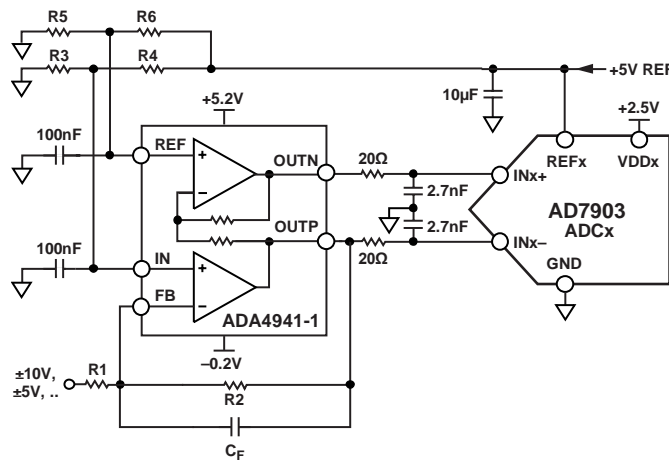 R5
R6
R3
R4
+5V REF
10µF
+5.2V
+2.5V
100nF
REF
OUTN
20Ω
REFx
VDDx
INx+
2.7nF
AD7903
ADCx
OUTP
2.7nF
100nF
IN
20Ω
INx–
FB
GND
ADA4941-1
–0.2V
±10V,
±5V, ..
R1
R2
CF